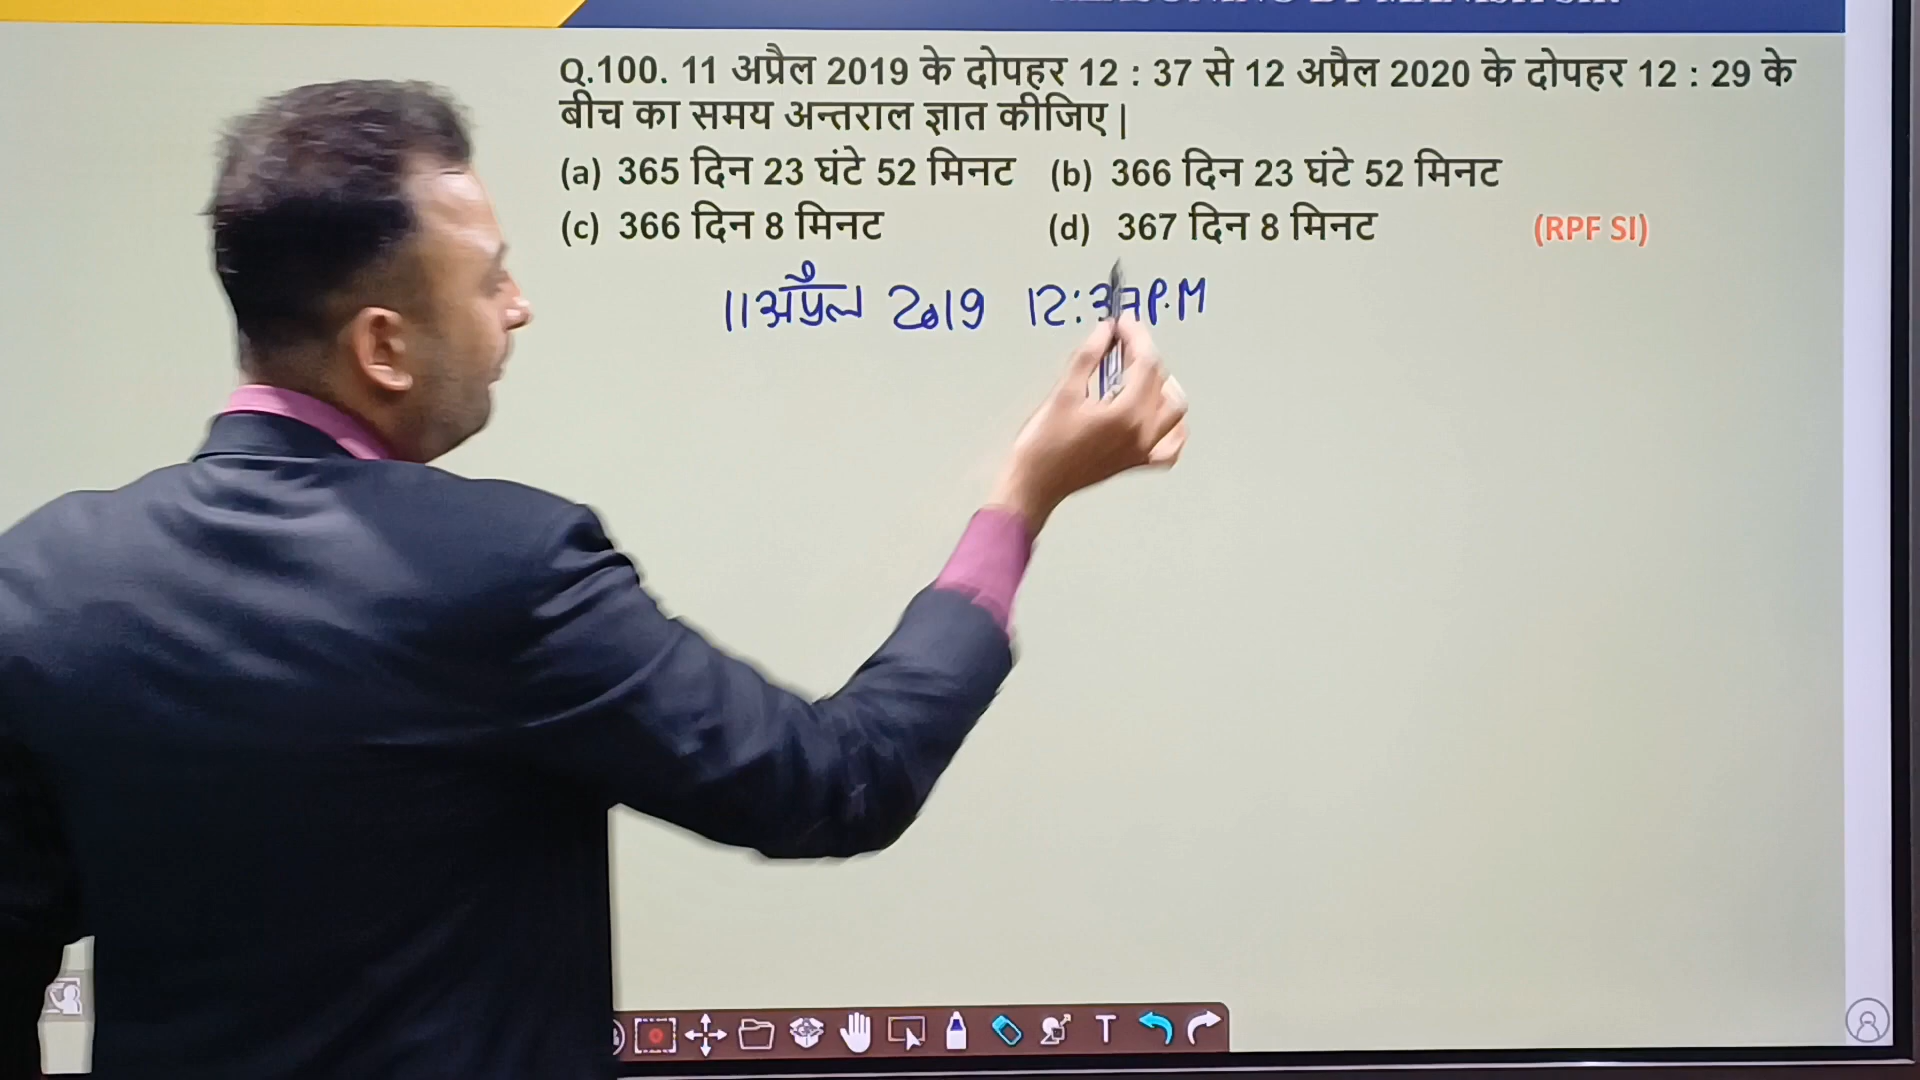 Q.100. 11 अप्रैल 2019 के दोपहर 12 : 37 से 12 अप्रैल 2020 के दोपहर 12 : 29 के
बीच का समय अन्तराल ज्ञात कीजिए |
(a) 365 दिन 23 घंटे 52 मिनट (b) 366 दिन 23 घंटे 52 मिनट
(c) 366 दिन 8 मिनट (d) 367 दिन 8 मिनट (RPF SI)
11 अप्रैल 2019 12:37 P.M
T